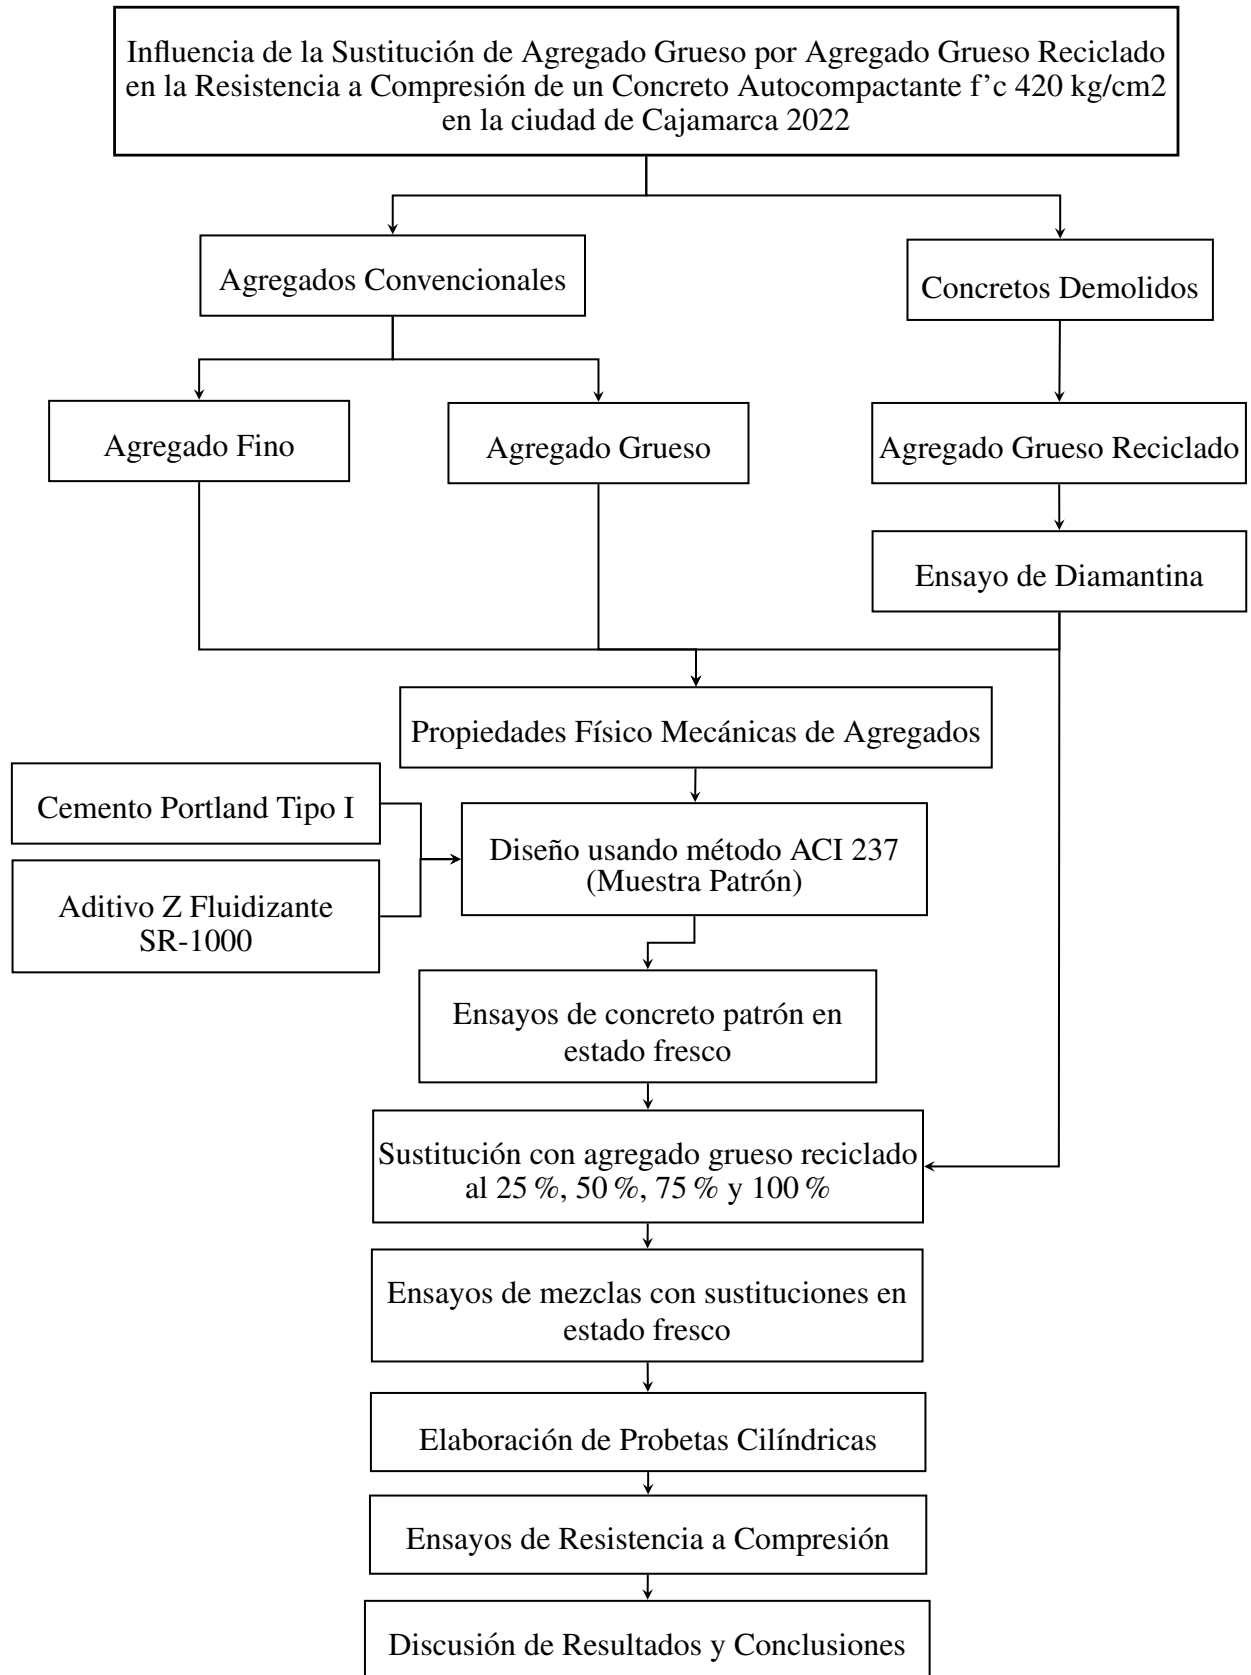 Influencia de la Sustitución de Agregado Grueso por Agregado Grueso Reciclado
en la Resistencia a Compresión de un Concreto Autocompactante f’c 420 kg/cm2
en la ciudad de Cajamarca 2022
Agregados Convencionales
Concretos Demolidos
Agregado Fino
Agregado Grueso
Agregado Grueso Reciclado
Ensayo de Diamantina
Propiedades Físico Mecánicas de Agregados
Cemento Portland Tipo I
Diseño usando método ACI 237
(Muestra Patrón)
Aditivo Z Fluidizante
SR-1000
Ensayos de concreto patrón en
estado fresco
Sustitución con agregado grueso reciclado
al 25 %, 50 %, 75 % y 100 %
Ensayos de mezclas con sustituciones en
estado fresco
Elaboración de Probetas Cilíndricas
Ensayos de Resistencia a Compresión
Discusión de Resultados y Conclusiones